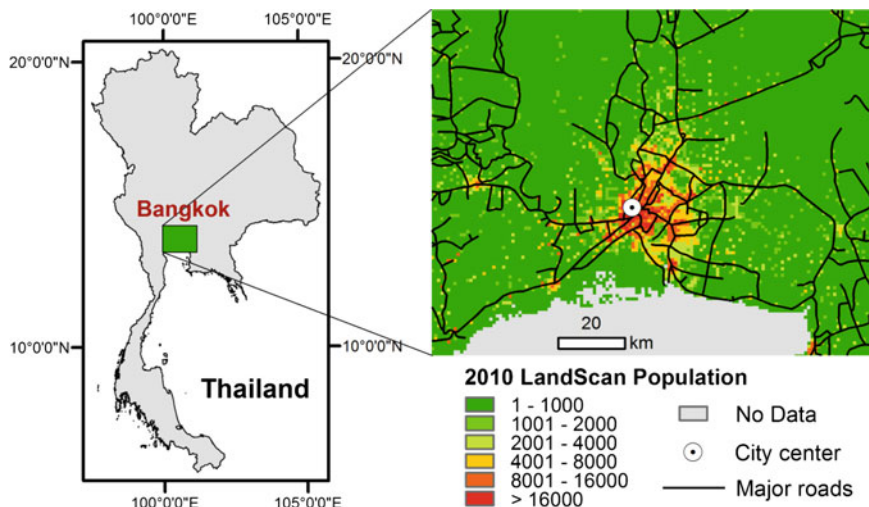 100°0'0"E 105°0'0"E
20°0'0"N
20°0'0"N
Bangkok
10°0'0"N
10°0'0"N
Thailand
100°0'0"E 105°0'0"E
20
km
2010 LandScan Population
1 - 1000
1001 - 2000
2001 - 4000
4001 - 8000
8001 - 16000
> 16000
No Data
City center
Major roads